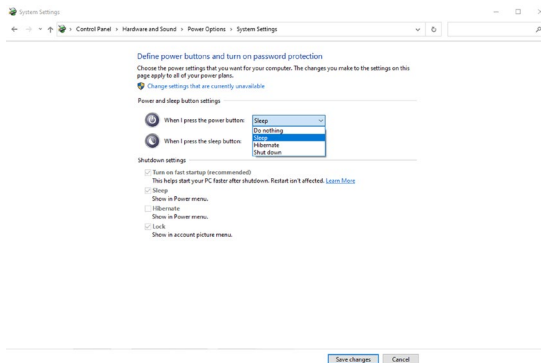 System Settings
Control Panel > Hardware and Sound > Power Options > System Settings
Define power buttons and turn on password protection
Choose the power settings that you want for your computer. The changes you make to the settings on this
page apply to all of your power plans.
Change settings that are currently unavailable
Power and sleep button settings
When I press the power button: Sleep
Do nothing
Sleep
Hibernate
Shut down
When I press the sleep button:
Shutdown settings
Turn on fast startup (recommended)
This helps start your PC faster after shutdown. Restart isn't affected. Learn More
Sleep
Show in Power menu.
Hibernate
Show in Power menu.
Lock
Show in account picture menu.
Save changes Cancel